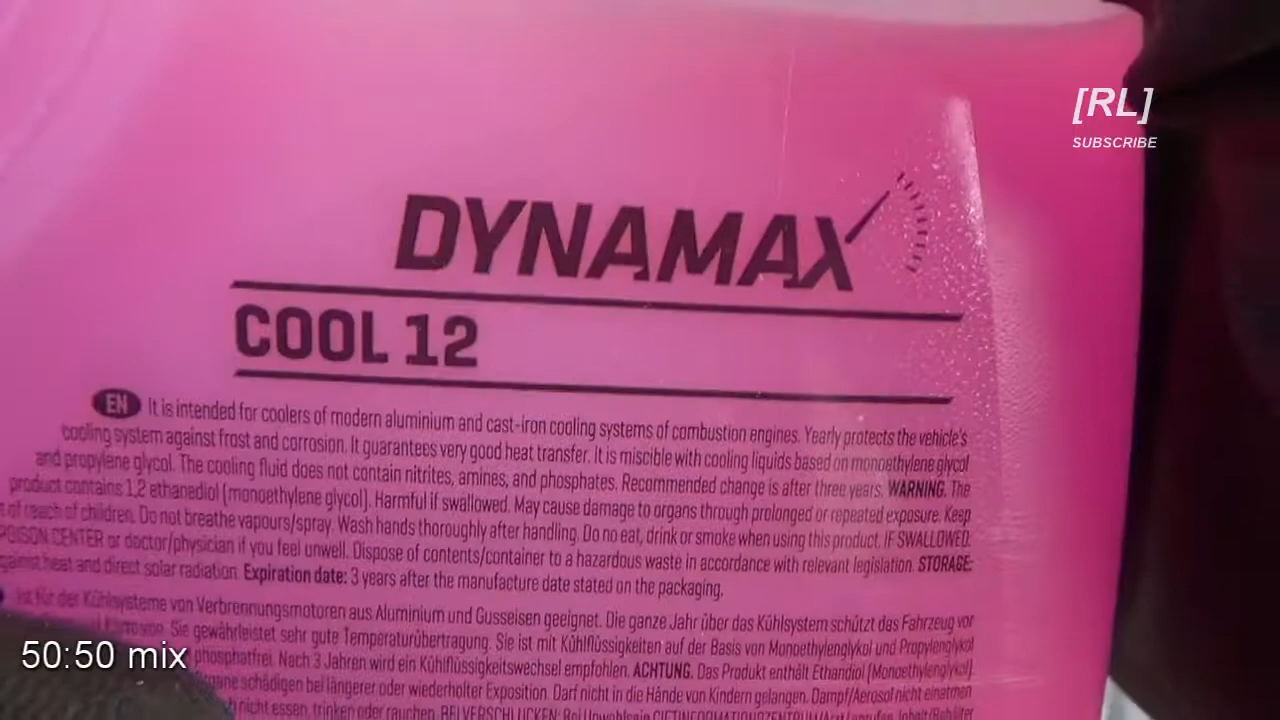 [RL]
SUBSCRIBE
DYNAMAX
COOL 12
EN It is intended for coolers of modern aluminium and cast-iron cooling systems of combustion engines. Yearly protects the vehicle's
cooling system against frost and corrosion. It guarantees very good heat transfer. It is miscible with cooling liquids based on monoethylene glycol
and propylene glycol. The cooling fluid does not contain nitrites, amines, and phosphates. Recommended change is after three years. WARNING. The
product contains 1,2 ethanediol (monoethylene glycol). Harmful if swallowed. May cause damage to organs through prolonged or repeated exposure. Keep
of reach of children. Do not breathe vapours/spray. Wash hands thoroughly after handling. Do no eat, drink or smoke when using this product. IF SWALLOWED:
POISON CENTER or doctor/physician if you feel unwell. Dispose of contents/container to a hazardous waste in accordance with relevant legislation. STORAGE:
against heat and direct solar radiation. Expiration date: 3 years after the manufacture date stated on the packaging.
ist für der Kühlsysteme von Verbrennungsmotoren aus Aluminium und Gusseisen geeignet. Die ganze Jahr über das Kühlsystem schützt das Fahrzeug vor
Korrosion. Sie gewährleistet sehr gute Temperaturübertragung. Sie ist mit Kühlflüssigkeiten auf der Basis von Monoethylenglykol und Propylenglykol
phosphatfrei. Nach 3 Jahren wird ein Kühlflüssigkeitswechsel empfohlen. ACHTUNG. Das Produkt enthält Ethandiol (Monoethylenglykol).
Organe schädigen bei längerer oder wiederholter Exposition. Darf nicht in die Hände von Kindern gelangen. Dampf/Aerosol nicht einatmen
nicht essen, trinken oder rauchen. BEI VERSCHLUCKEN: Bei Unwohlsein GIFTINFORMATIONSZENTRUM/Arzt anrufen. Inhalt/Behälter
50:50 mix